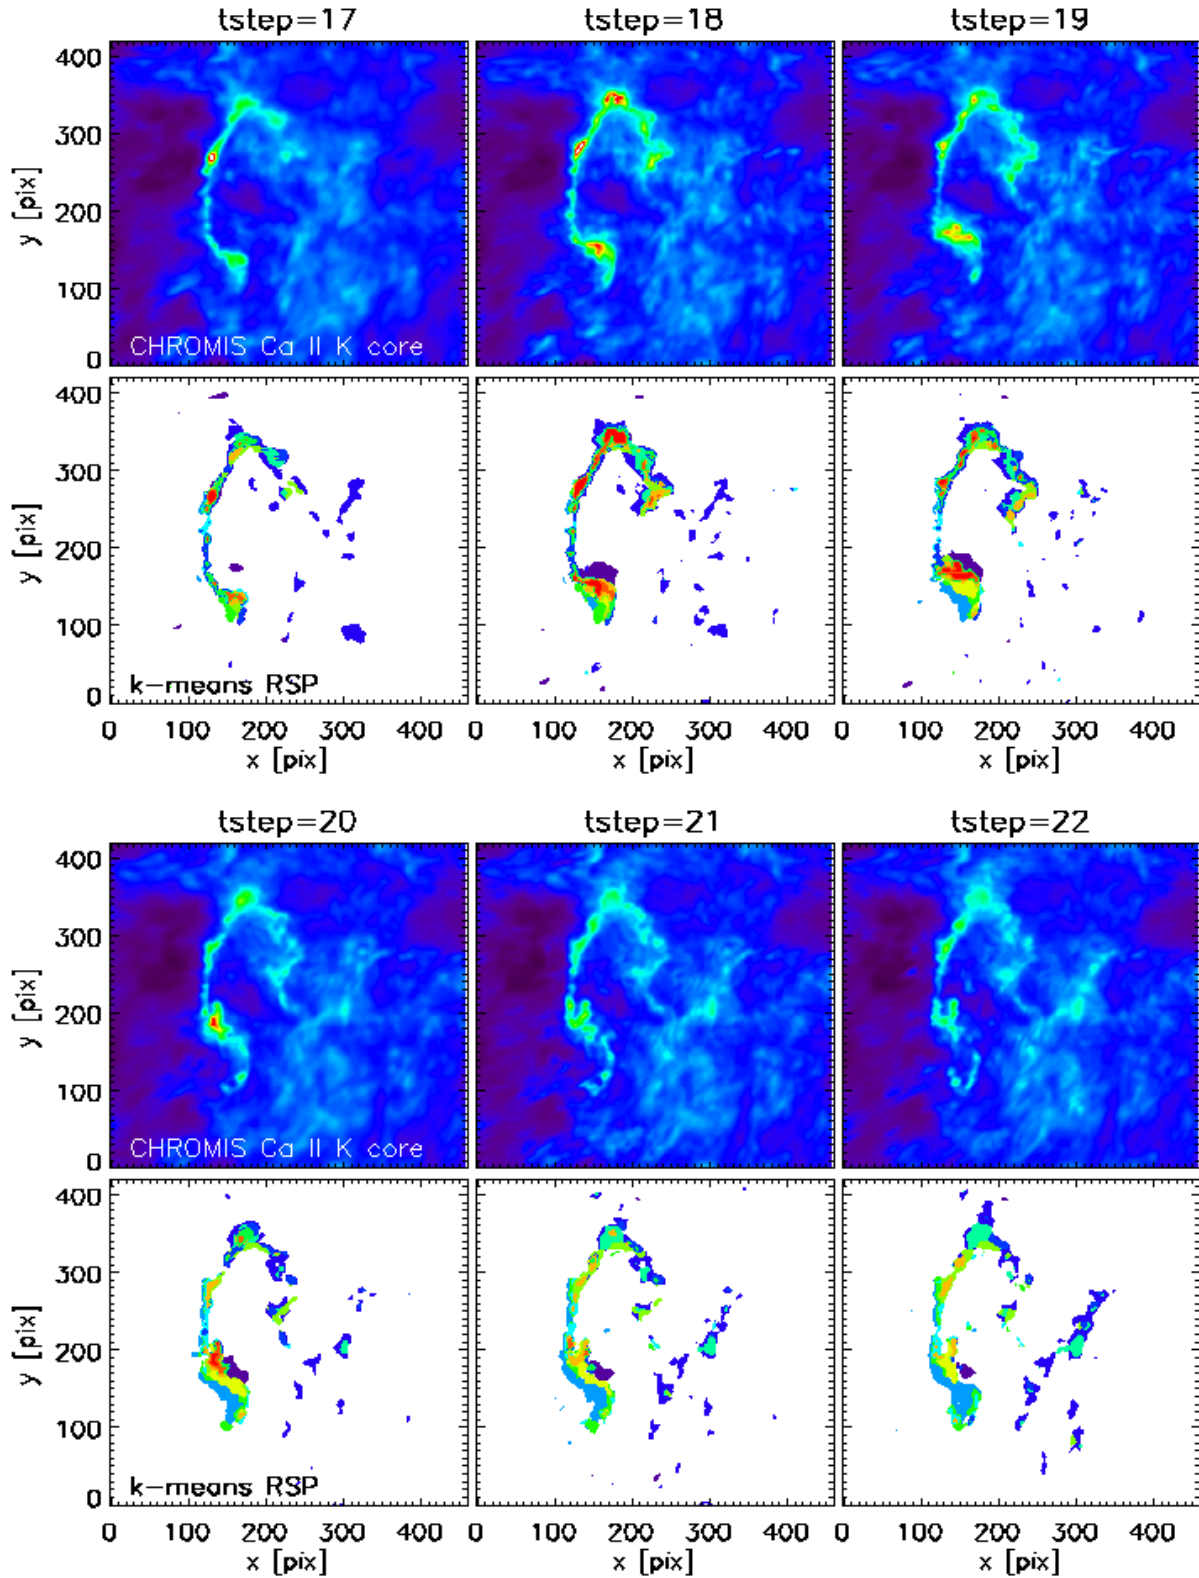 tstep=17 tstep=18 tstep=19
400
300
200
100
0
y [pix]
CHROMIS Ca II K core
400
300
200
100
0
y [pix]
k-means RSP
0 100 200 300 400 0 100 200 300 400 0 100 200 300 400
x [pix] x [pix] x [pix]
tstep=20 tstep=21 tstep=22
400
300
200
100
0
y [pix]
CHROMIS Ca II K core
400
300
200
100
0
y [pix]
k-means RSP
0 100 200 300 400 0 100 200 300 400 0 100 200 300 400
x [pix] x [pix] x [pix]